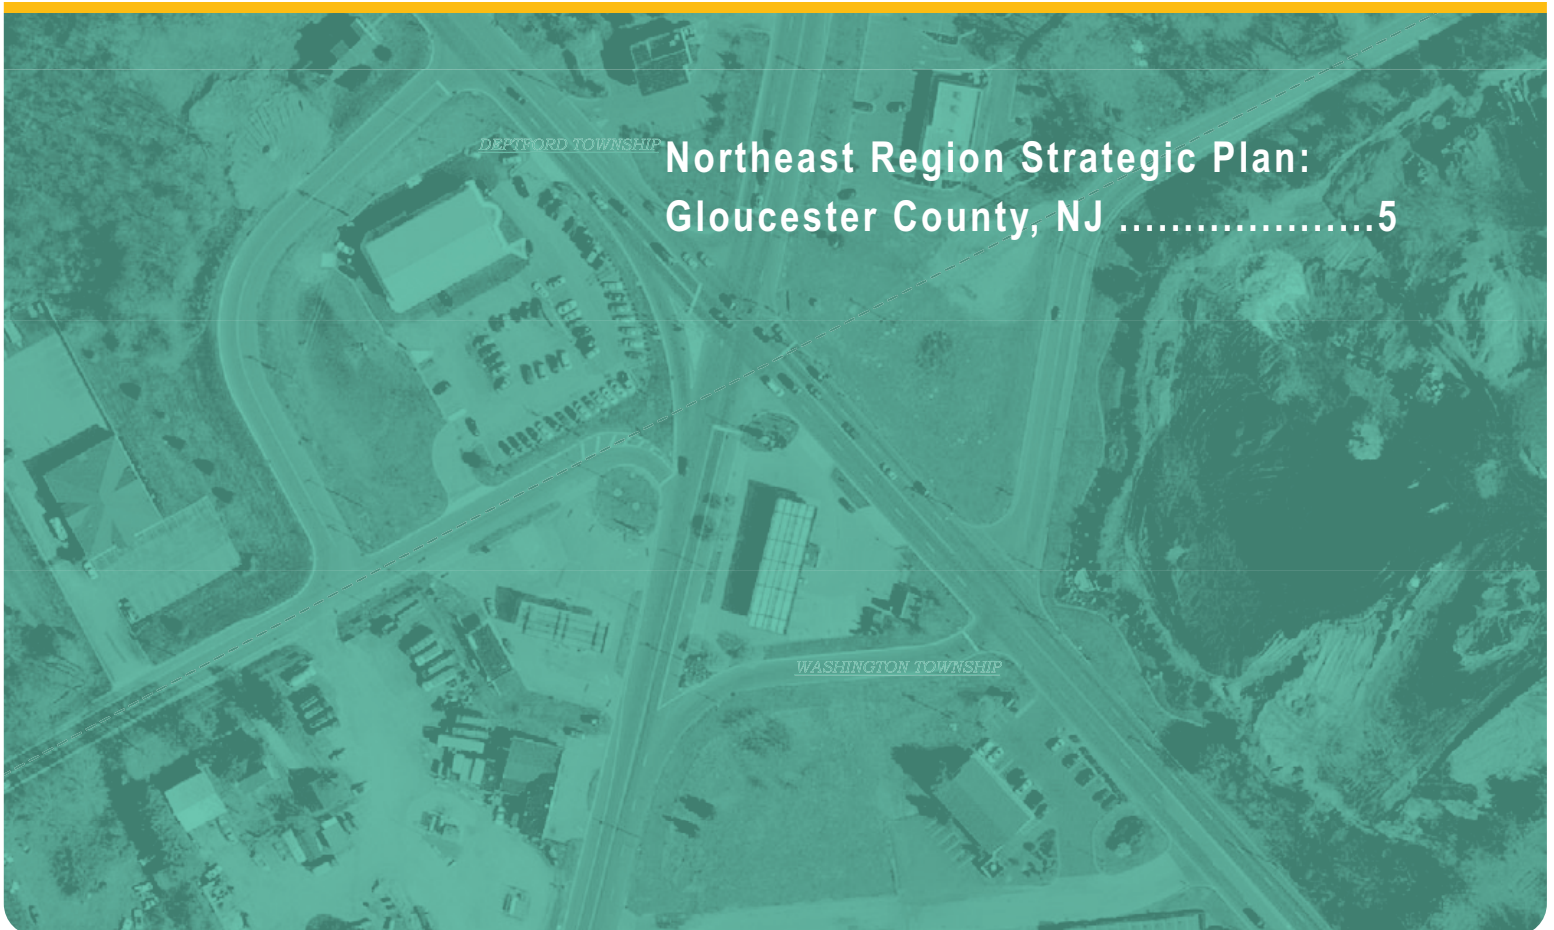 DEPTFORD TOWNSHIP
Northeast Region Strategic Plan:
Gloucester County, NJ ....................5
WASHINGTON TOWNSHIP